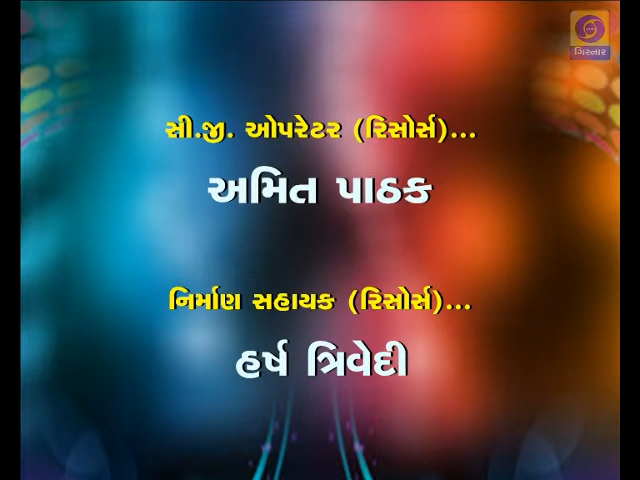 ગિરનાર
સી.જી. ઓપરેટર (રિસોર્સ)...
અમિત પાઠક
નિર્માણ સહાયક (રિસોર્સ)...
હર્ષ ત્રિવેદી